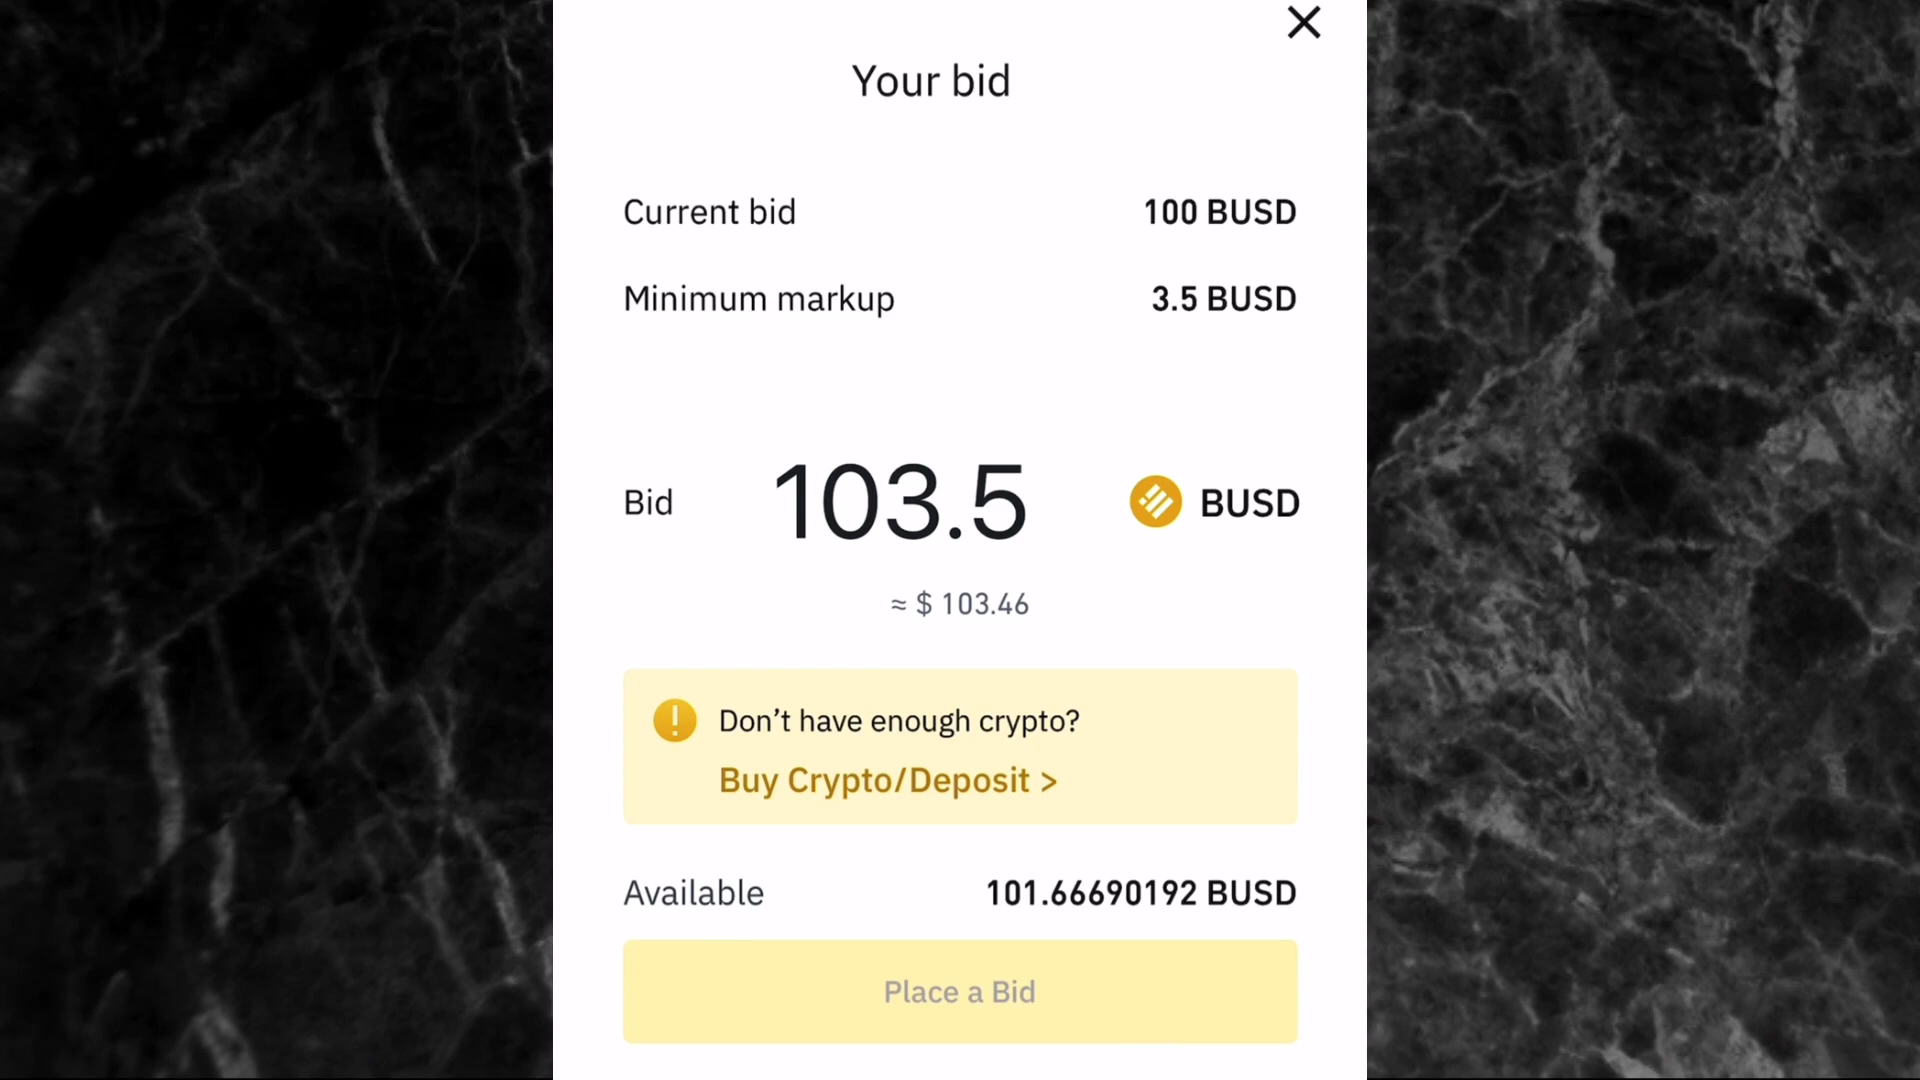 Your bid
Current bid 100 BUSD
Minimum markup 3.5 BUSD
Bid 103.5 BUSD
≈ $ 103.46
Don’t have enough crypto?
Buy Crypto/Deposit >
Available 101.66690192 BUSD
Place a Bid